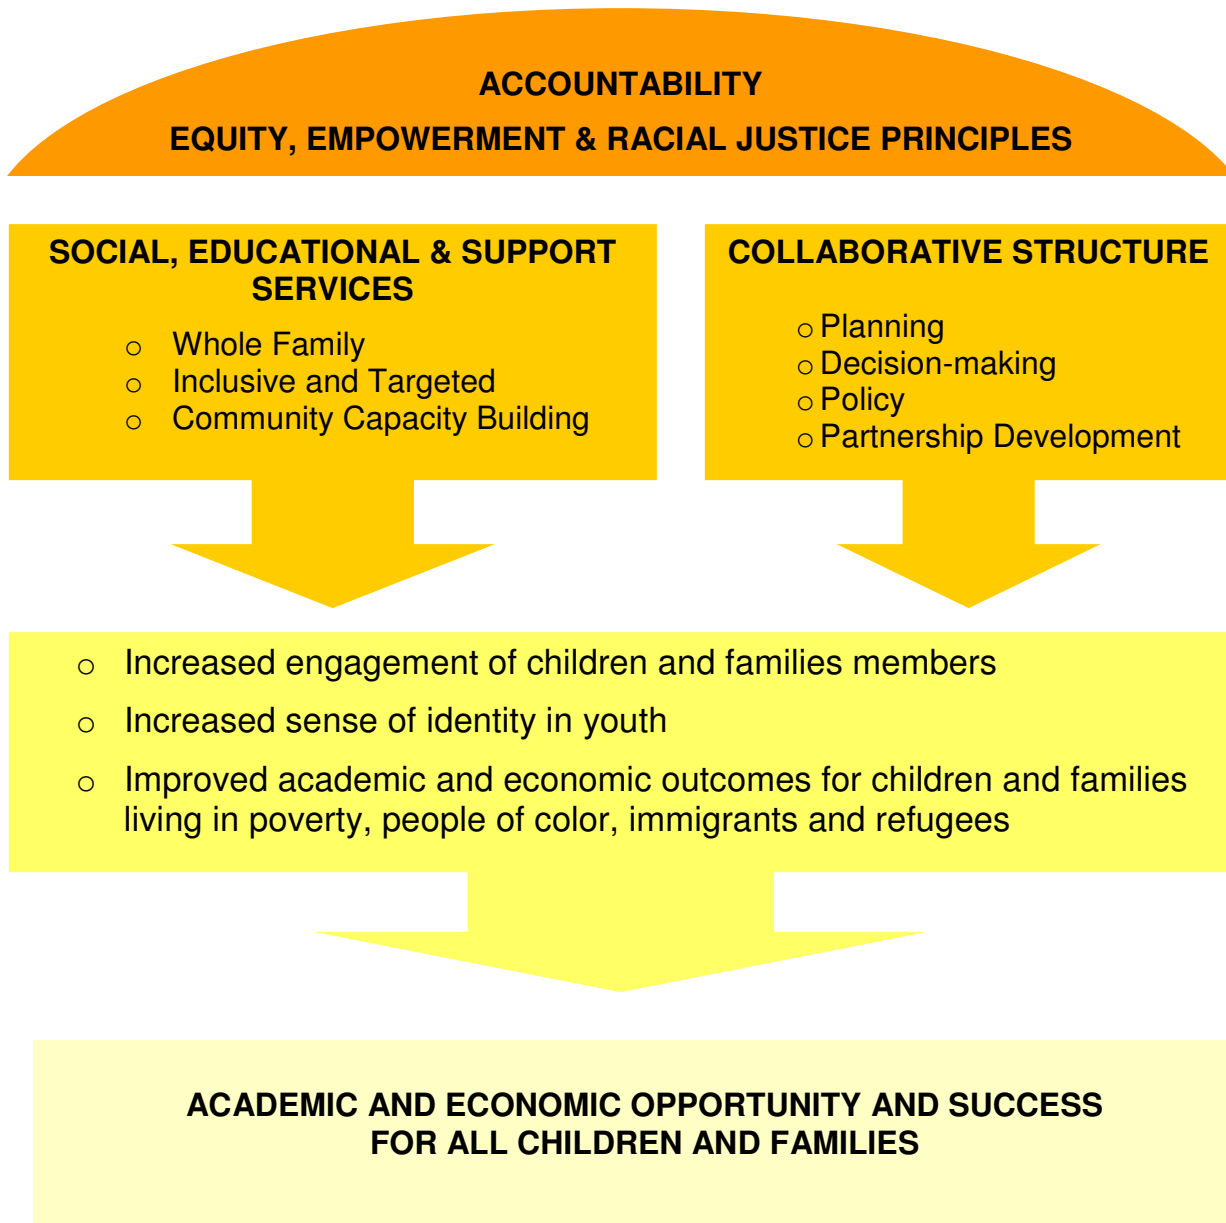 ACCOUNTABILITY
EQUITY, EMPOWERMENT & RACIAL JUSTICE PRINCIPLES
SOCIAL, EDUCATIONAL & SUPPORT
SERVICES
o Whole Family
o Inclusive and Targeted
o Community Capacity Building
COLLABORATIVE STRUCTURE
o Planning
o Decision-making
o Policy
o Partnership Development
o Increased engagement of children and families members
o Increased sense of identity in youth
o Improved academic and economic outcomes for children and families
living in poverty, people of color, immigrants and refugees
ACADEMIC AND ECONOMIC OPPORTUNITY AND SUCCESS
FOR ALL CHILDREN AND FAMILIES